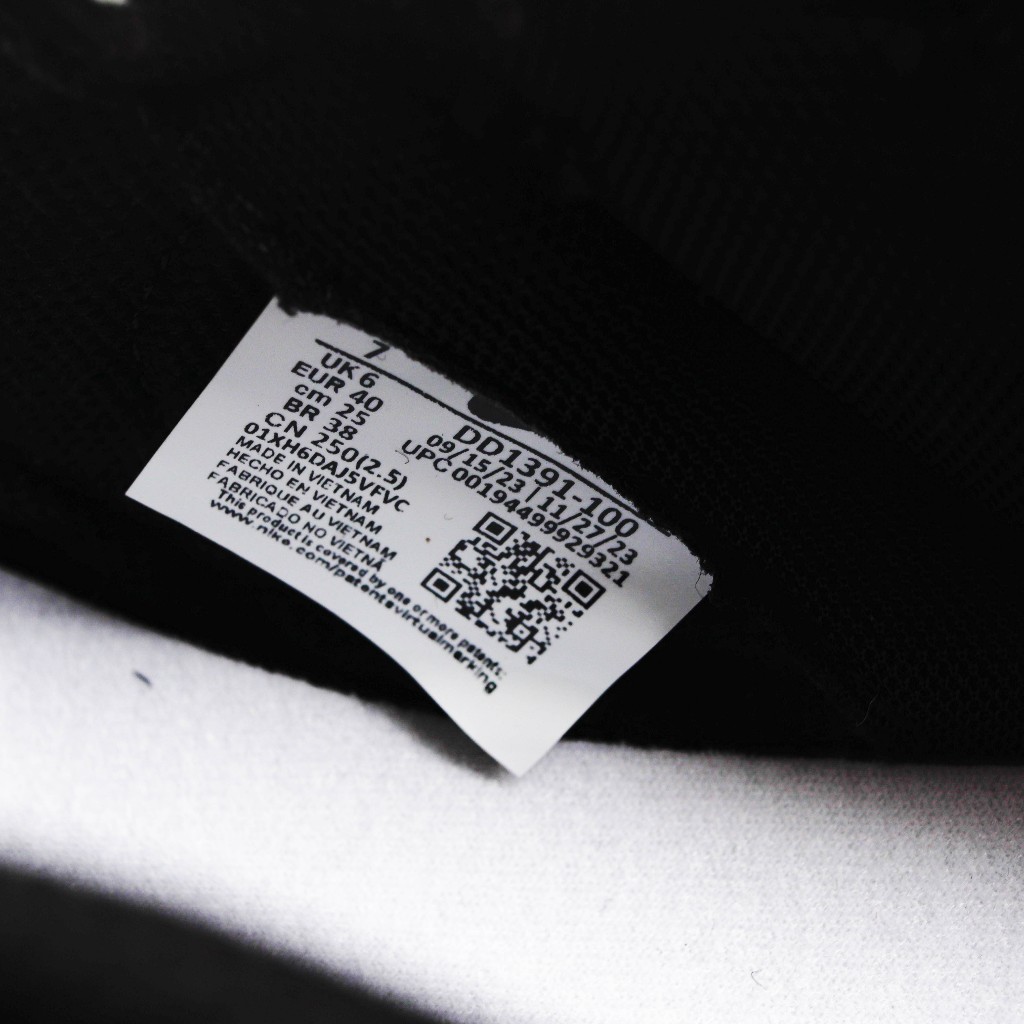 7
UK 6
EUR 40
cm 25
BR 38
CN 250(2.5)
01XH6DAJ5VFVC
MADE IN VIETNAM
HECHO EN VIETNAM
FABRIQUE AU VIETNAM
FABRICADO NO VIETNÃ
This product is covered by one or more patents:
www.nike.com/patentsvirtualmarking
DD1391-100
09/15/23 | 11/27/23
UPC 00194499929321